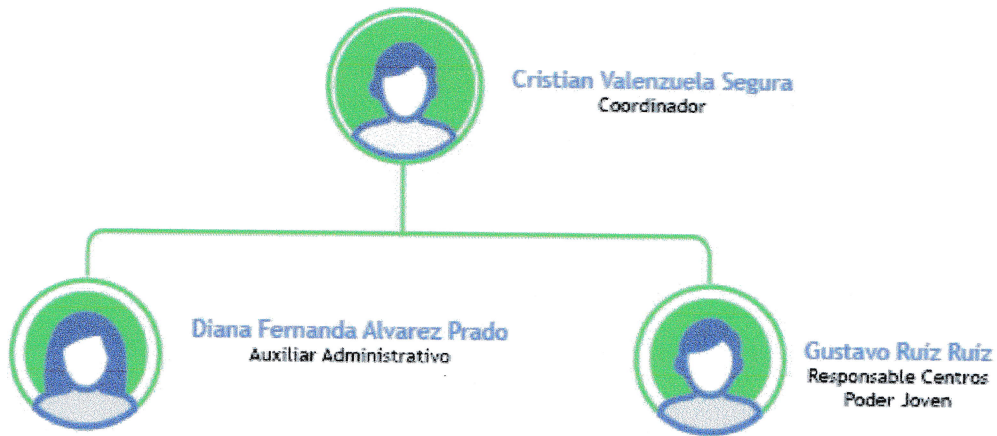 Cristian Valenzuela Segura
Coordinador
Diana Fernanda Alvarez Prado
Auxiliar Administrativo
Gustavo Ruíz Ruíz
Responsable Centros
Poder Joven